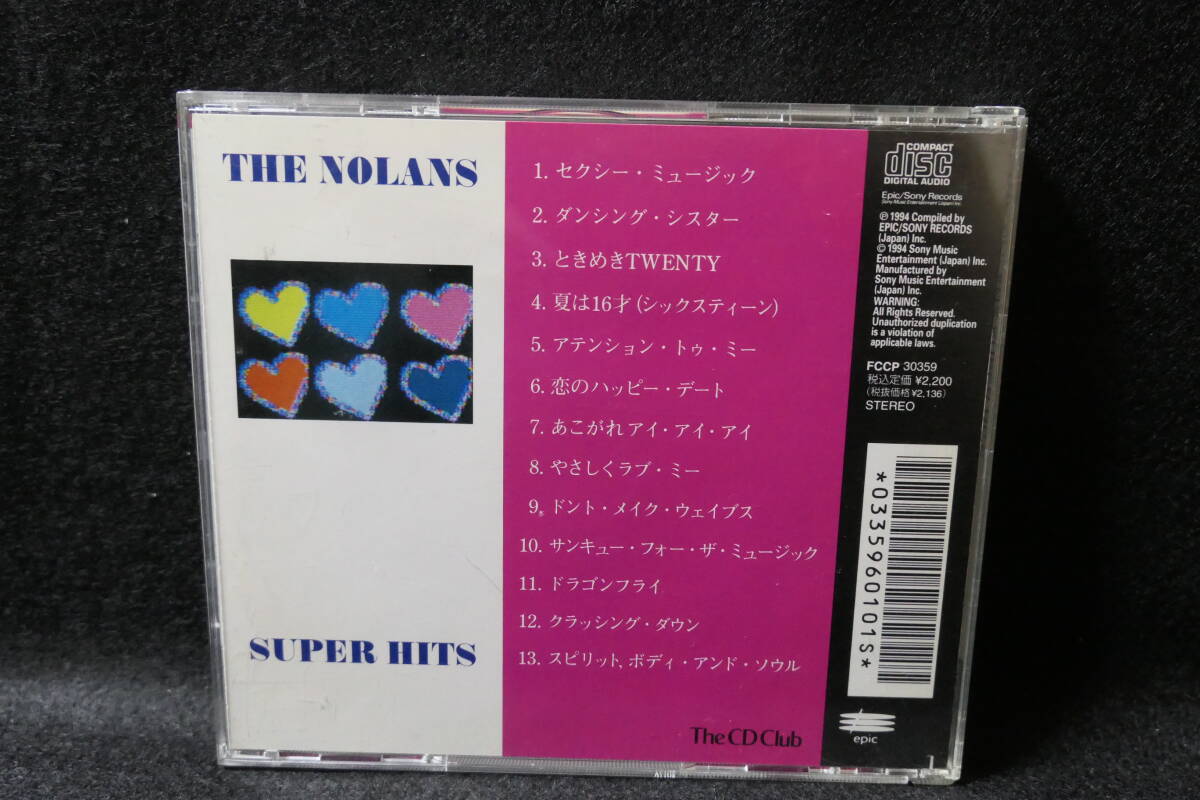 THE NOLANS
SUPER HITS
1. セクシー・ミュージック
2. ダンシング・シスター
3. ときめきTWENTY
4. 夏は16才(シックスティーン)
5. アテンション・トゥ・ミー
6. 恋のハッピー・デート
7. あこがれアイ・アイ・アイ
8. やさしくラブ・ミー
9. ドント・メイク・ウェイブス
10. サンキュー・フォー・ザ・ミュージック
11. ドラゴンフライ
12. クラッシング・ダウン
13. スピリット、ボディ・アンド・ソウル
The CD Club
COMPACT
disc
DIGITAL AUDIO
Epic/Sony Records
Sony Music Entertainment (Japan) Inc.
℗ 1994 Compiled by
EPIC/SONY RECORDS
(Japan) Inc.
© 1994 Sony Music
Entertainment (Japan) Inc.
Manufactured by
Sony Music Entertainment
(Japan) Inc.
WARNING:
All Rights Reserved.
Unauthorized duplication
is a violation of
applicable laws.
FCCP 30359
税込定価 ¥2,200
(税抜価格 ¥2,136)
STEREO
*0335960101S*
epic